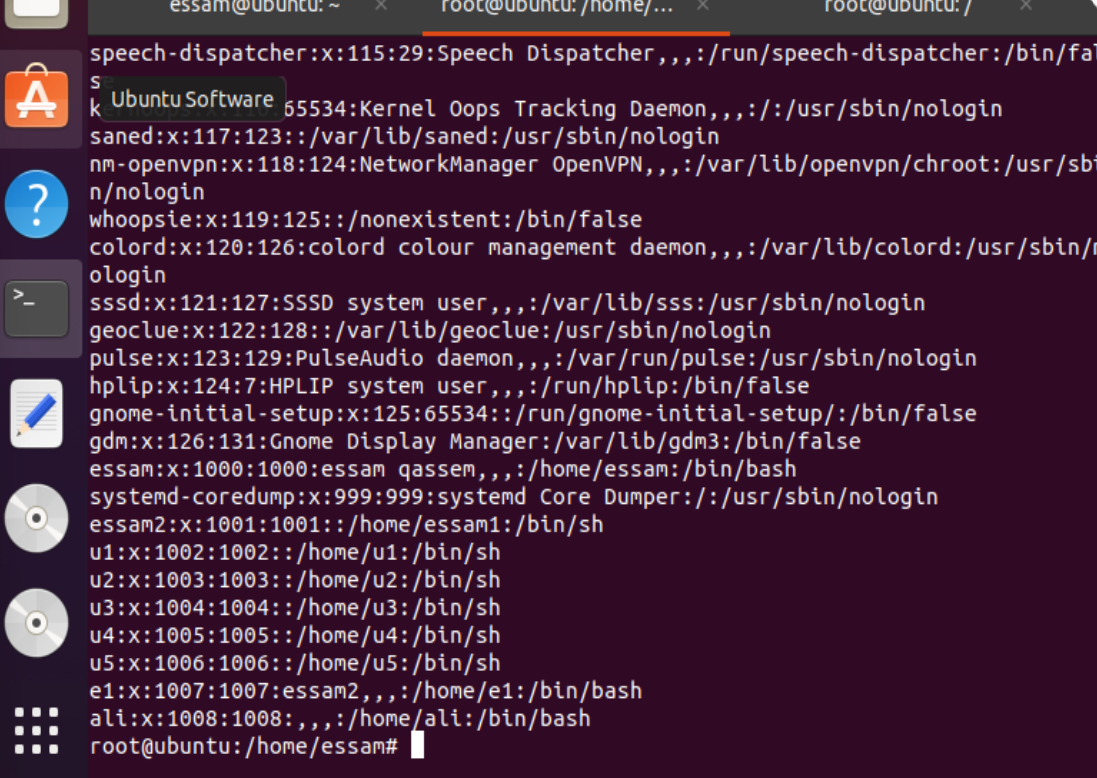 essam@ubuntu: ~ × root@ubuntu: /home/... × root@ubuntu: / ×
speech-dispatcher:x:115:29:Speech Dispatcher,,,:/run/speech-dispatcher:/bin/fal
se
Ubuntu Software
kernoops:x:116:65534:Kernel Oops Tracking Daemon,,,:/:/usr/sbin/nologin
saned:x:117:123::/var/lib/saned:/usr/sbin/nologin
nm-openvpn:x:118:124:NetworkManager OpenVPN,,,:/var/lib/openvpn/chroot:/usr/sbi
n/nologin
whoopsie:x:119:125::/nonexistent:/bin/false
colord:x:120:126:colord colour management daemon,,,:/var/lib/colord:/usr/sbin/n
ologin
sssd:x:121:127:SSSD system user,,,:/var/lib/sss:/usr/sbin/nologin
geoclue:x:122:128::/var/lib/geoclue:/usr/sbin/nologin
pulse:x:123:129:PulseAudio daemon,,,:/var/run/pulse:/usr/sbin/nologin
hplip:x:124:7:HPLIP system user,,,:/run/hplip:/bin/false
gnome-initial-setup:x:125:65534::/run/gnome-initial-setup/:/bin/false
gdm:x:126:131:Gnome Display Manager:/var/lib/gdm3:/bin/false
essam:x:1000:1000:essam qassem,,,:/home/essam:/bin/bash
systemd-coredump:x:999:999:systemd Core Dumper:/:/usr/sbin/nologin
essam2:x:1001:1001::/home/essam1:/bin/sh
u1:x:1002:1002::/home/u1:/bin/sh
u2:x:1003:1003::/home/u2:/bin/sh
u3:x:1004:1004::/home/u3:/bin/sh
u4:x:1005:1005::/home/u4:/bin/sh
u5:x:1006:1006::/home/u5:/bin/sh
e1:x:1007:1007:essam2,,,:/home/e1:/bin/bash
ali:x:1008:1008:,,,:/home/ali:/bin/bash
root@ubuntu:/home/essam#